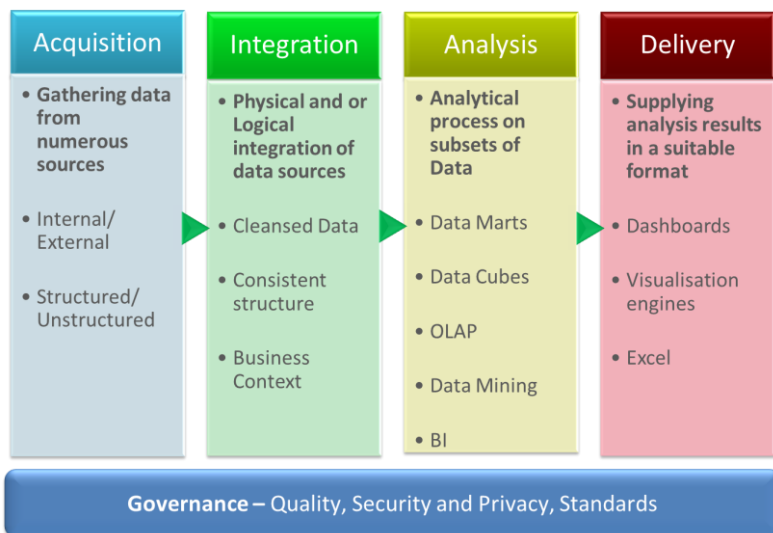 Acquisition
• Gathering data
from
numerous
sources
• Internal/
External
• Structured/
Unstructured
Integration
• Physical and or
Logical
integration of
data sources
• Cleansed Data
• Consistent
structure
• Business
Context
Analysis
• Analytical
process on
subsets of
Data
• Data Marts
• Data Cubes
• OLAP
• Data Mining
• BI
Delivery
• Supplying
analysis results
in a suitable
format
• Dashboards
• Visualisation
engines
• Excel
Governance – Quality, Security and Privacy, Standards